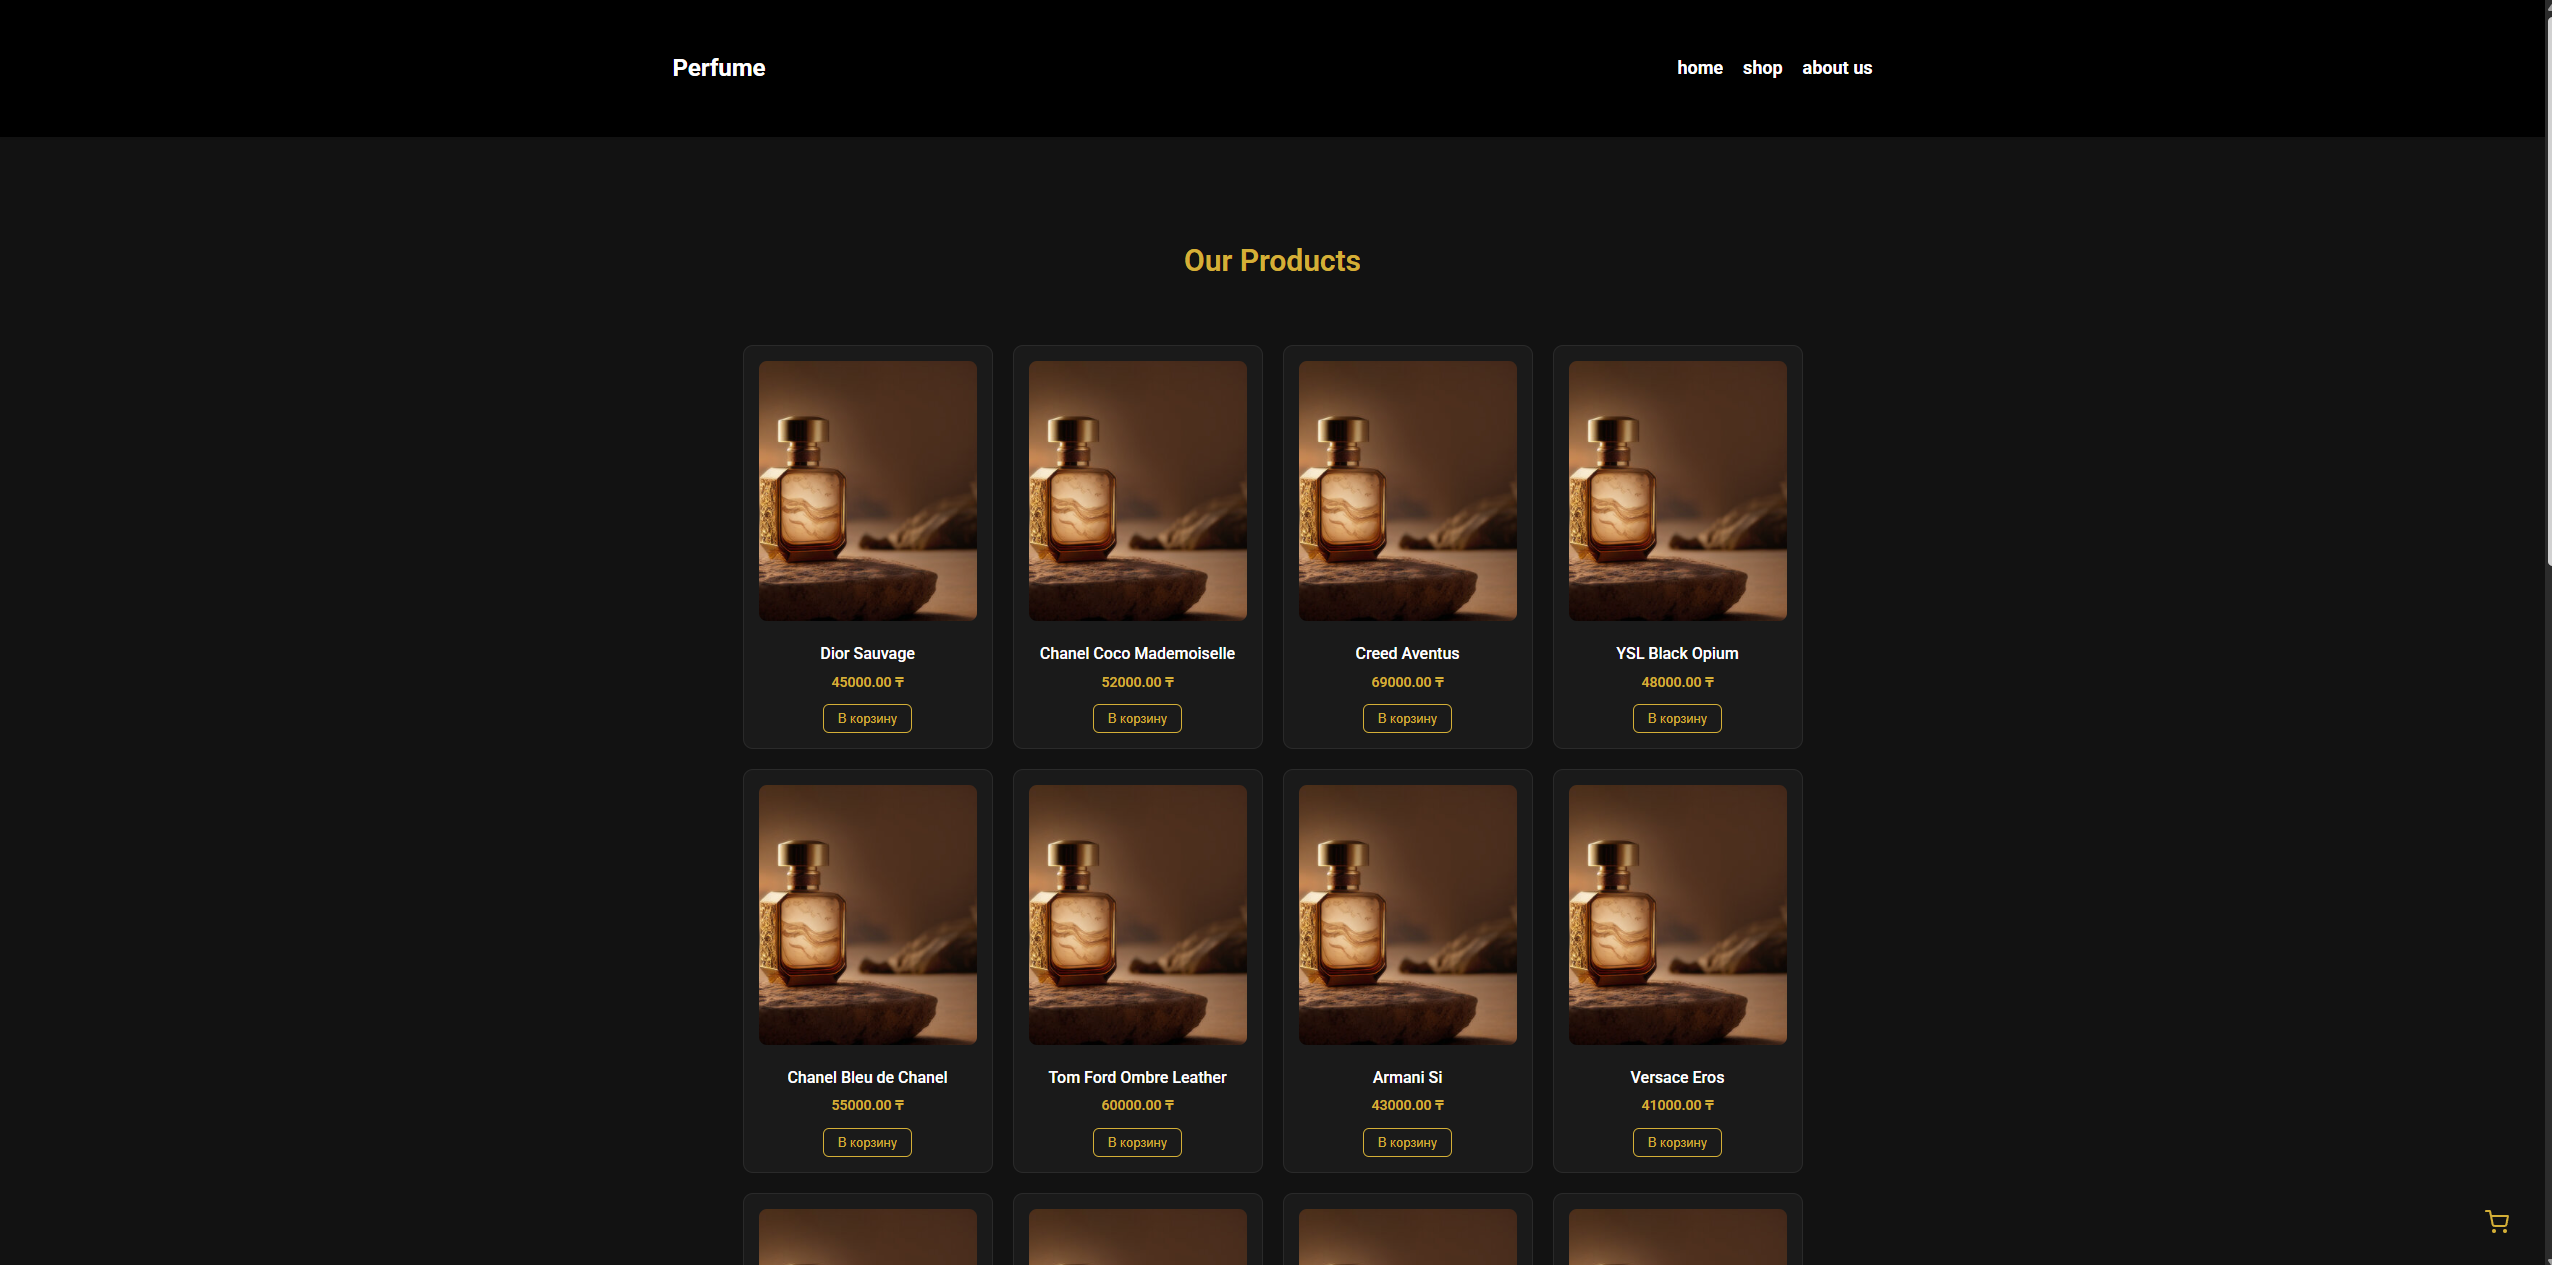 Perfume
home shop about us
Our Products
Dior Sauvage
45000.00 ₸
В корзину
Chanel Coco Mademoiselle
52000.00 ₸
В корзину
Creed Aventus
69000.00 ₸
В корзину
YSL Black Opium
48000.00 ₸
В корзину
Chanel Bleu de Chanel
55000.00 ₸
В корзину
Tom Ford Ombre Leather
60000.00 ₸
В корзину
Armani Si
43000.00 ₸
В корзину
Versace Eros
41000.00 ₸
В корзину